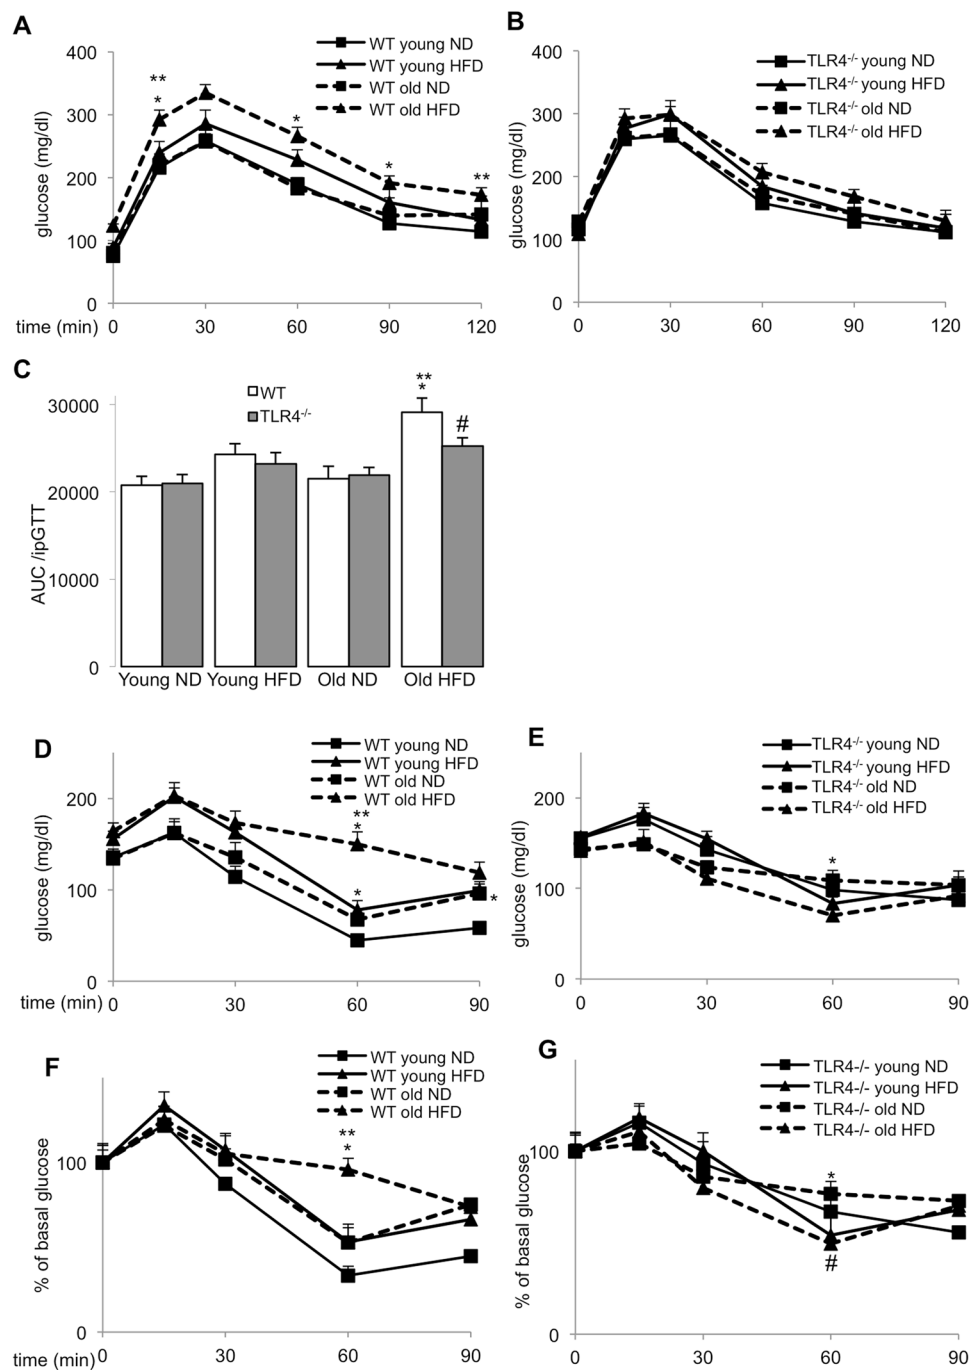 A
WT young ND
WT young HFD
WT old ND
WT old HFD
glucose (mg/dl)
400
300
200
100
0
**
*
*
*
**
time (min)
0
30
60
90
120
B
TLR4-/- young ND
TLR4-/- young HFD
TLR4-/- old ND
TLR4-/- old HFD
glucose (mg/dl)
400
300
200
100
0
0
30
60
90
120
C
WT
TLR4-/-
AUC /ipGTT
30000
20000
10000
0
**
*
#
Young ND
Young HFD
Old ND
Old HFD
D
WT young ND
WT young HFD
WT old ND
WT old HFD
glucose (mg/dl)
200
100
0
**
*
*
*
time (min)
0
30
60
90
E
TLR4-/- young ND
TLR4-/- young HFD
TLR4-/- old ND
TLR4-/- old HFD
glucose (mg/dl)
200
100
0
*
0
30
60
90
F
WT young ND
WT young HFD
WT old ND
WT old HFD
% of basal glucose
100
0
**
*
time (min)
0
30
60
90
G
TLR4-/- young ND
TLR4-/- young HFD
TLR4-/- old ND
TLR4-/- old HFD
% of basal glucose
100
0
*
#
0
30
60
90